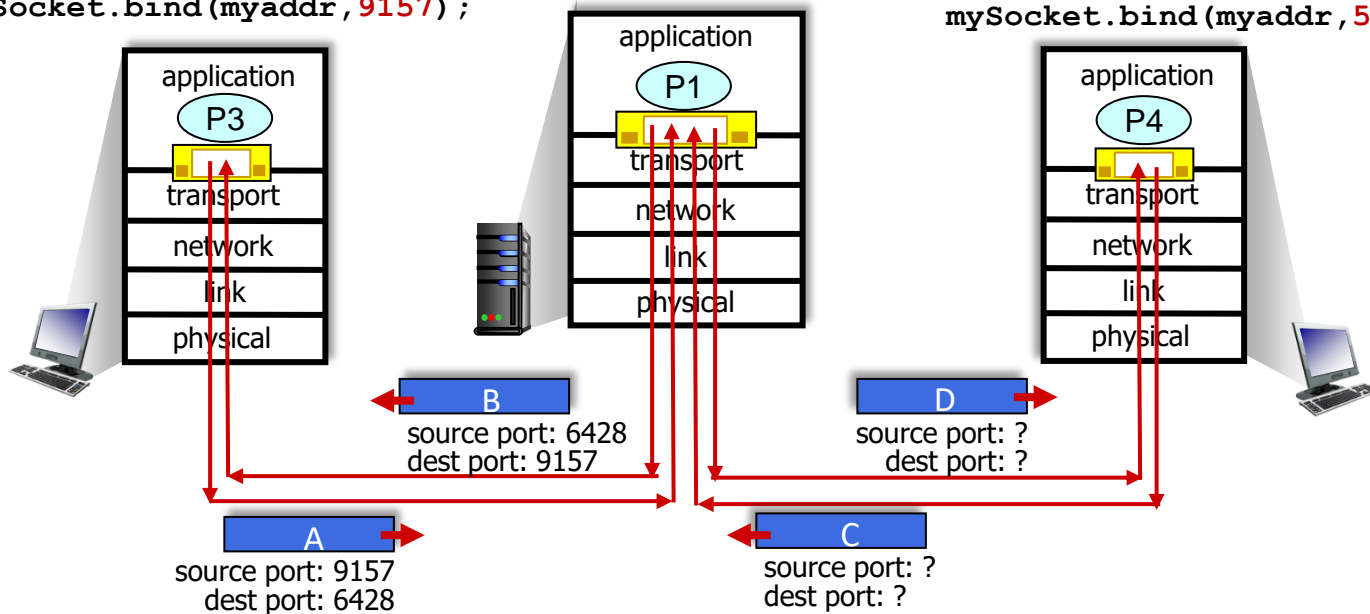 Socket.bind(myaddr,9157);
mySocket.bind(myaddr,5
application
P3
transport
network
link
physical
application
P1
transport
network
link
physical
application
P4
transport
network
link
physical
B
source port: 6428
dest port: 9157
D
source port: ?
dest port: ?
A
source port: 9157
dest port: 6428
C
source port: ?
dest port: ?